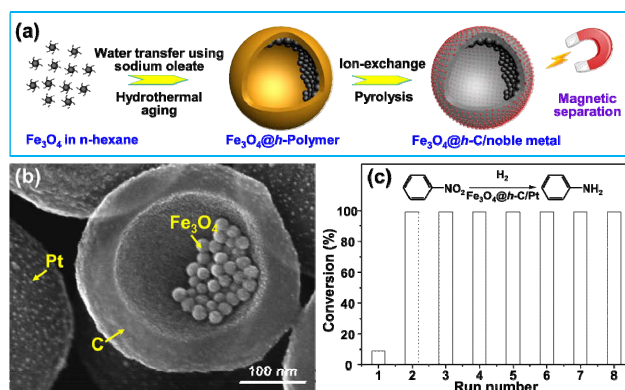 (a)
Water transfer using
sodium oleate
Hydrothermal
aging
Ion-exchange
Pyrolysis
Magnetic
separation
Fe₃O₄ in n-hexane
Fe₃O₄@h-Polymer
Fe₃O₄@h-C/noble metal
(b)
Fe₃O₄
Pt
C
100 nm
(c)
H₂
NO₂
NH₂
Fe₃O₄@h-C/Pt
Conversion (%)
100
80
60
40
20
0
1 2 3 4 5 6 7 8
Run number